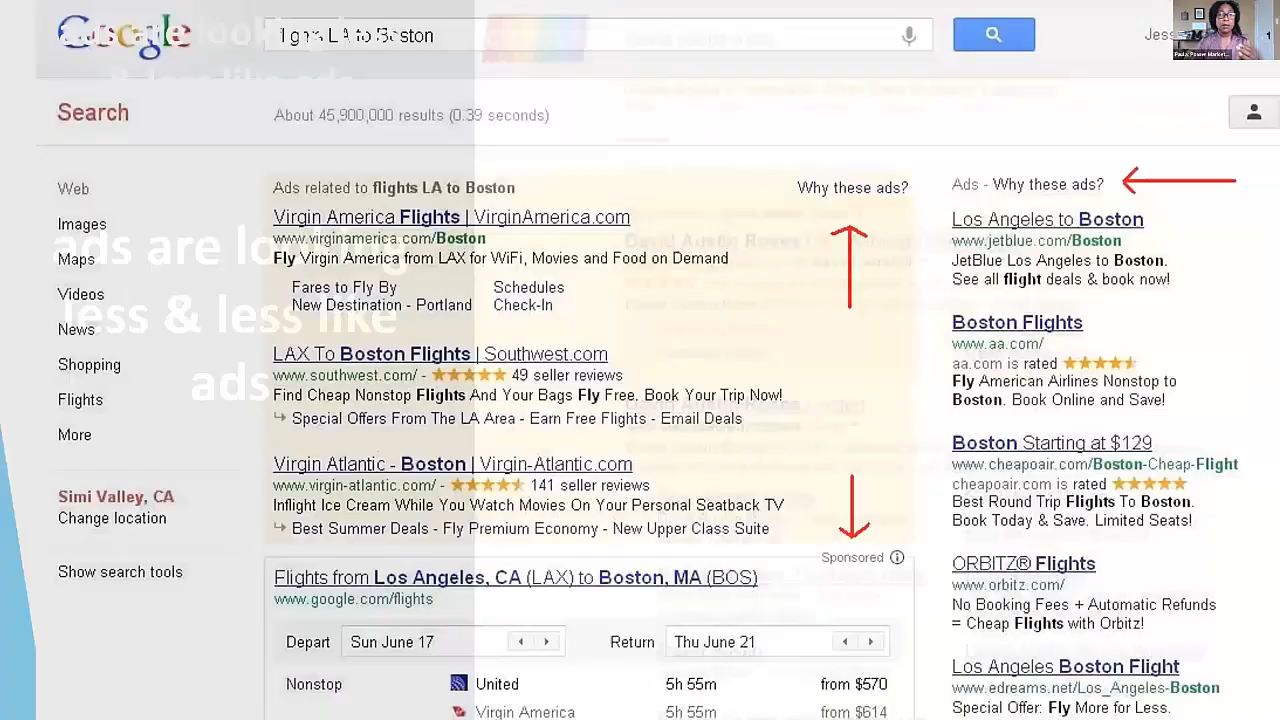 Google
LA to Boston
Search
About 45,900,000 results (0.39 seconds)
Web
Images
Maps
Videos
News
Shopping
Flights
More
Simi Valley, CA
Change location
Show search tools
ads are looking
less & less like
ads
Ads related to flights LA to Boston
Why these ads?
Virgin America Flights | VirginAmerica.com
www.virginamerica.com/Boston
Fly Virgin America from LAX for WiFi, Movies and Food on Demand
Fares to Fly By Schedules
New Destination - Portland Check-In
LAX To Boston Flights | Southwest.com
www.southwest.com/ - ★★★★★ 49 seller reviews
Find Cheap Nonstop Flights And Your Bags Fly Free. Book Your Trip Now!
Special Offers From The LA Area - Earn Free Flights - Email Deals
Virgin Atlantic - Boston | Virgin-Atlantic.com
www.virgin-atlantic.com/ - ★★★★★ 141 seller reviews
Inflight Ice Cream While You Watch Movies On Your Personal Seatback TV
Best Summer Deals - Fly Premium Economy - New Upper Class Suite
Sponsored
Flights from Los Angeles, CA (LAX) to Boston, MA (BOS)
www.google.com/flights
Depart Sun June 17 Return Thu June 21
Nonstop United 5h 55m from $570
Virgin America 5h 55m from $614
Ads - Why these ads?
Los Angeles to Boston
www.jetblue.com/Boston
JetBlue Los Angeles to Boston.
See all flight deals & book now!
Boston Flights
www.aa.com/
aa.com is rated ★★★★★
Fly American Airlines Nonstop to
Boston. Book Online and Save!
Boston Starting at $129
www.cheapoair.com/Boston-Cheap-Flight
cheapoair.com is rated ★★★★★
Best Round Trip Flights To Boston.
Book Today & Save. Limited Seats!
ORBITZ® Flights
www.orbitz.com/
No Booking Fees + Automatic Refunds
= Cheap Flights with Orbitz!
Los Angeles Boston Flight
www.edreams.net/Los_Angeles-Boston
Special Offer: Fly More for Less.